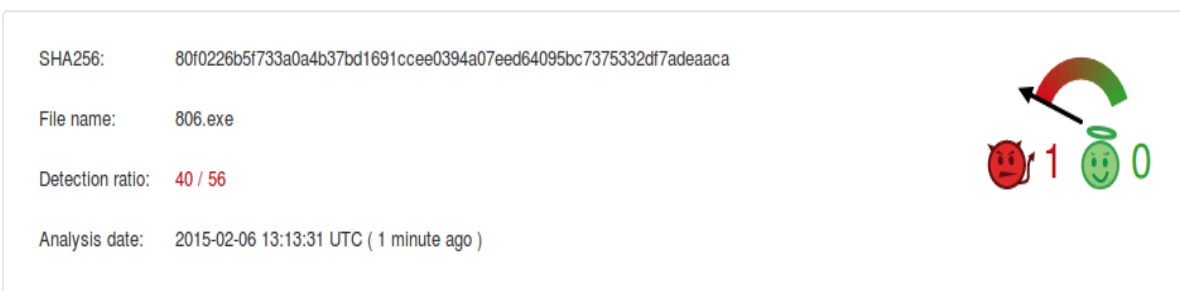 SHA256: 80f0226b5f733a0a4b37bd1691ccee0394a07eed64095bc7375332df7adeaaca
File name: 806.exe
Detection ratio: 40 / 56
1 0
Analysis date: 2015-02-06 13:13:31 UTC ( 1 minute ago )